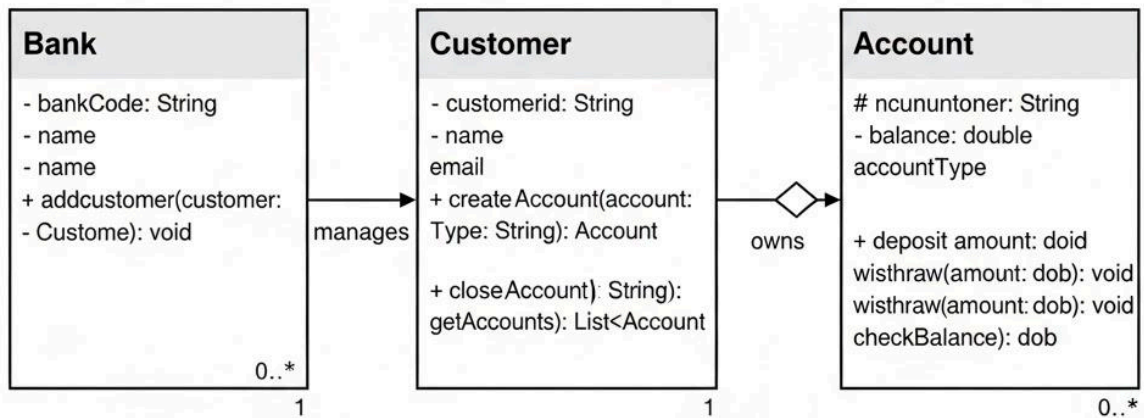 Bank
- bankCode: String
- name
- name
+ addcustomer(customer:
- Custome): void
0..*
1
manages
Customer
- customerid: String
- name
email
+ createAccount(account:
Type: String): Account
+ closeAccount): String):
getAccounts): List<Account
1
owns
Account
# ncununtoner: String
- balance: double
accountType
+ deposit amount: doid
wisthraw(amount: dob): void
wisthraw(amount: dob): void
checkBalance): dob
0..*